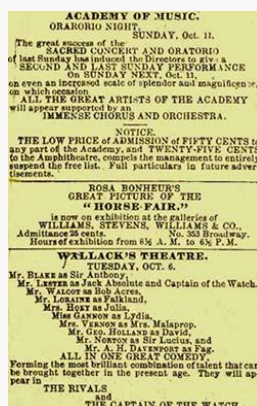 ACADEMY OF MUSIC.
ORARORIO NIGHT.
SUNDAY, Oct. 11.
The great success of the
SACRED CONCERT AND ORATORIO
of last Sunday has induced the Directors to give a
SECOND AND LAST SUNDAY PERFORMANCE
On SUNDAY NEXT, Oct. 11,
on even an increased scale of splendor and magnificence,
on which occasion
ALL THE GREAT ARTISTS OF THE ACADEMY
will appear supported by an
IMMENSE CHORUS AND ORCHESTRA.
NOTICE.
THE LOW PRICE of ADMISSION of FIFTY CENTS to
any part of the Academy, and TWENTY-FIVE CENTS
to the Amphitheatre, compels the management to entirely
suspend the free list. Full particulars in future adver-
tisements.
ROSA BONHEUR'S
GREAT PICTURE OF THE
"HORSE FAIR."
is now on exhibition at the galleries of
WILLIAMS, STEVENS, WILLIAMS & CO.,
Admittance 25 cents. No. 353 Broadway.
Hours of exhibition from 8½ A. M. to 6½ P. M.
WALLACK'S THEATRE.
TUESDAY, OCT. 6.
Mr. BLAKE as Sir Anthony,
Mr. LESTER as Jack Absolute and Captain of the Watch.
Mr. WALCOT as Bob Acres,
Mr. LORAINE as Falkland,
Mrs. HOEY as Julia,
Miss GANNON as Lydia,
Mrs. VERNON as Mrs. Malaprop.
Mr. GEO. HOLLAND as David,
Mr. NORTON as Sir Lucius, and
Mr. A. H. DAVENPORT as Fag.
ALL IN ONE GREAT COMEDY,
Forming the most brilliant combination of talent that can
be brought together in the present age. They will ap-
pear in
THE RIVALS
and
THE CAPTAIN OF THE WATCH